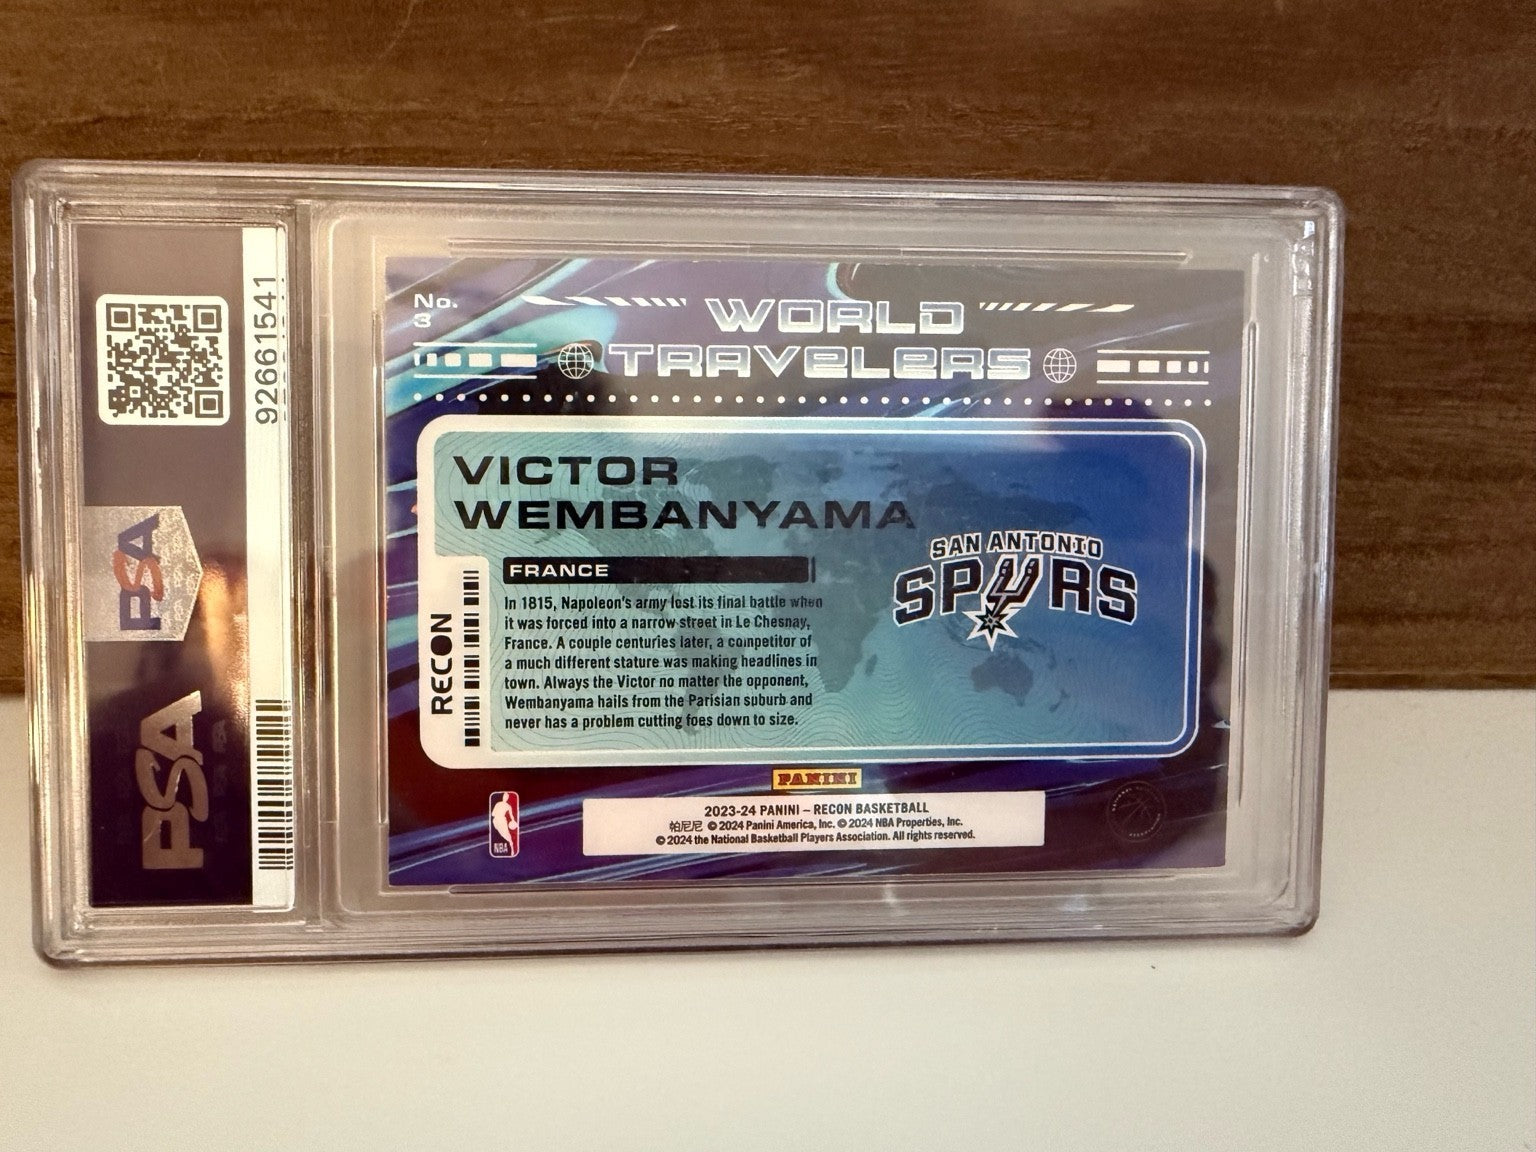 92661541
PSA
PSA
No.
3
WORLD
TRAVELERS
VICTOR
WEMBANYAMA
FRANCE
In 1815, Napoleon's army lost its final battle when
it was forced into a narrow street in Le Chesnay,
France. A couple centuries later, a competitor of
a much different stature was making headlines in
town. Always the Victor no matter the opponent,
Wembanyama hails from the Parisian suburb and
never has a problem cutting foes down to size.
RECON
SAN ANTONIO
SPURS
PANINI
NBA
2023-24 PANINI – RECON BASKETBALL
帕尼尼 © 2024 Panini America, Inc. © 2024 NBA Properties, Inc.
© 2024 the National Basketball Players Association. All rights reserved.